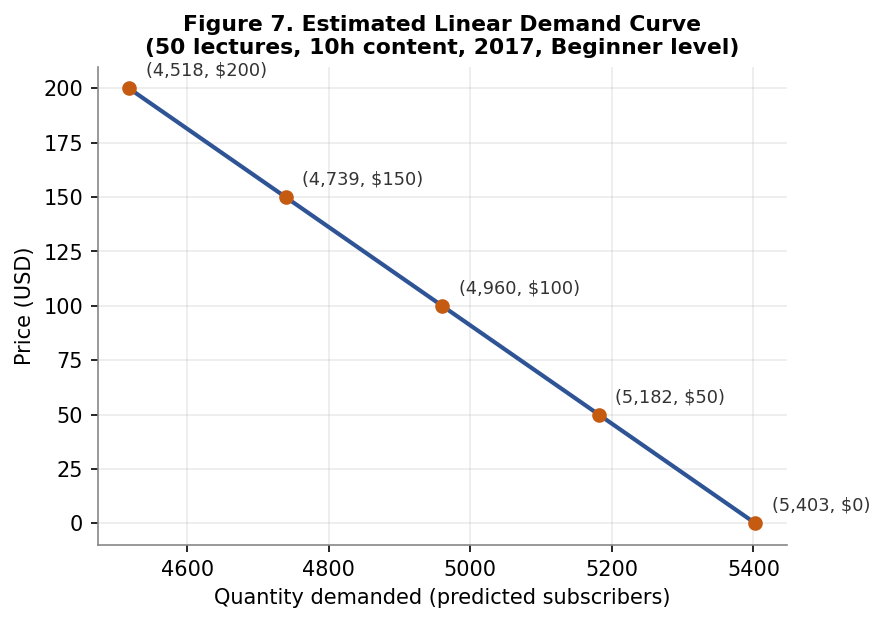 Figure 7. Estimated Linear Demand Curve
(50 lectures, 10h content, 2017, Beginner level)
(4,518, $200)
(4,739, $150)
(4,960, $100)
(5,182, $50)
(5,403, $0)
Price (USD)
200
175
150
125
100
75
50
25
0
4600 4800 5000 5200 5400
Quantity demanded (predicted subscribers)